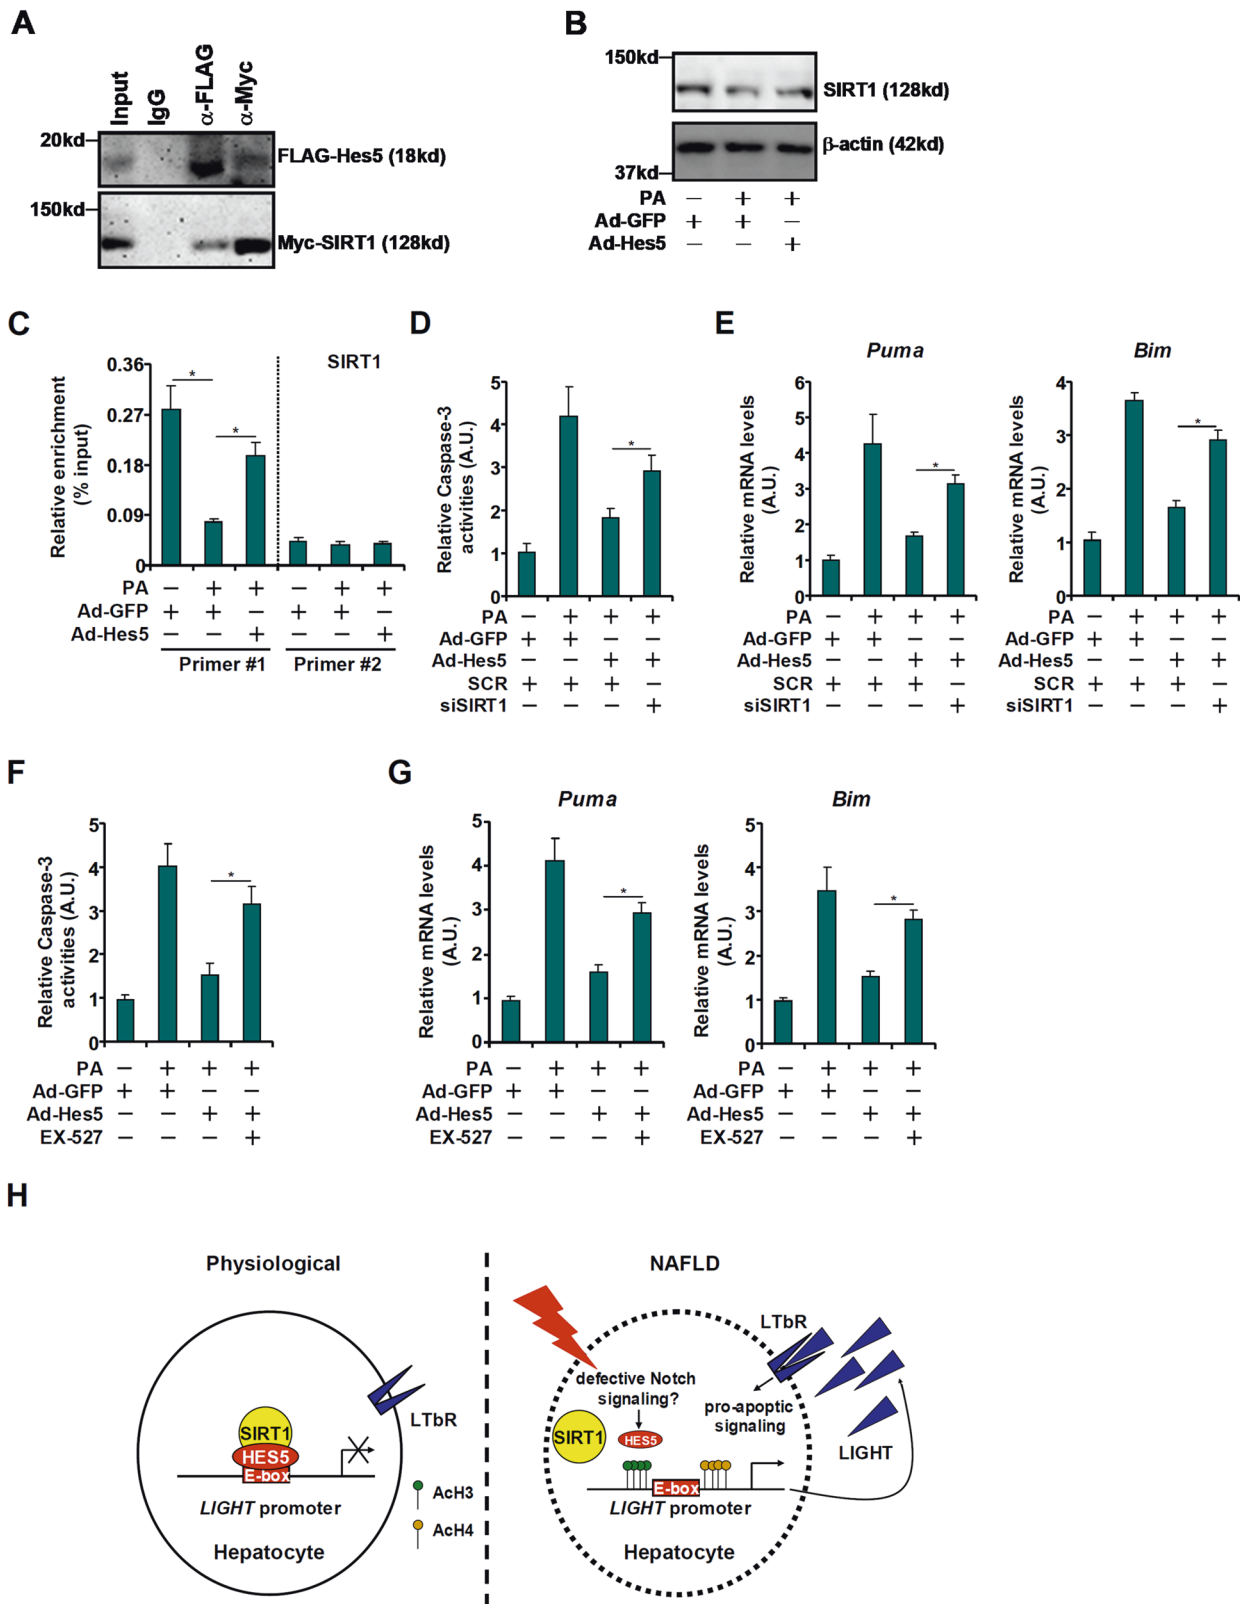 A
Input
IgG
α-FLAG
α-Myc
20kd
FLAG-Hes5 (18kd)
150kd
Myc-SIRT1 (128kd)
B
150kd
SIRT1 (128kd)
β-actin (42kd)
37kd
PA − + +
Ad-GFP + + −
Ad-Hes5 − − +
C
SIRT1
Relative enrichment
(% input)
0.36
0.27
0.18
0.09
0
* *
PA − + + − + +
Ad-GFP + + − + + −
Ad-Hes5 − − + − − +
Primer #1 Primer #2
D
Relative Caspase-3
activities (A.U.)
5
4
3
2
1
0
*
PA − + + +
Ad-GFP + + − −
Ad-Hes5 − − + +
SCR + + + −
siSIRT1 − − − +
E
Puma
Relative mRNA levels
(A.U.)
6
5
4
3
2
1
0
*
PA − + + +
Ad-GFP + + − −
Ad-Hes5 − − + +
SCR + + + −
siSIRT1 − − − +
Bim
Relative mRNA levels
(A.U.)
4
3
2
1
0
*
PA − + + +
Ad-GFP + + − −
Ad-Hes5 − − + +
SCR + + + −
siSIRT1 − − − +
F
Relative Caspase-3
activities (A.U.)
5
4
3
2
1
0
*
PA − + + +
Ad-GFP + + − −
Ad-Hes5 − − + +
EX-527 − − − +
G
Puma
Relative mRNA levels
(A.U.)
5
4
3
2
1
0
*
PA − + + +
Ad-GFP + + − −
Ad-Hes5 − − + +
EX-527 − − − +
Bim
Relative mRNA levels
(A.U.)
5
4
3
2
1
0
*
PA − + + +
Ad-GFP + + − −
Ad-Hes5 − − + +
EX-527 − − − +
H
Physiological
LTbR
SIRT1
HES5
E-box
LIGHT promoter
Hepatocyte
AcH3
AcH4
NAFLD
LTbR
defective Notch
signaling?
pro-apoptic
signaling
SIRT1
HES5
LIGHT
E-box
LIGHT promoter
Hepatocyte